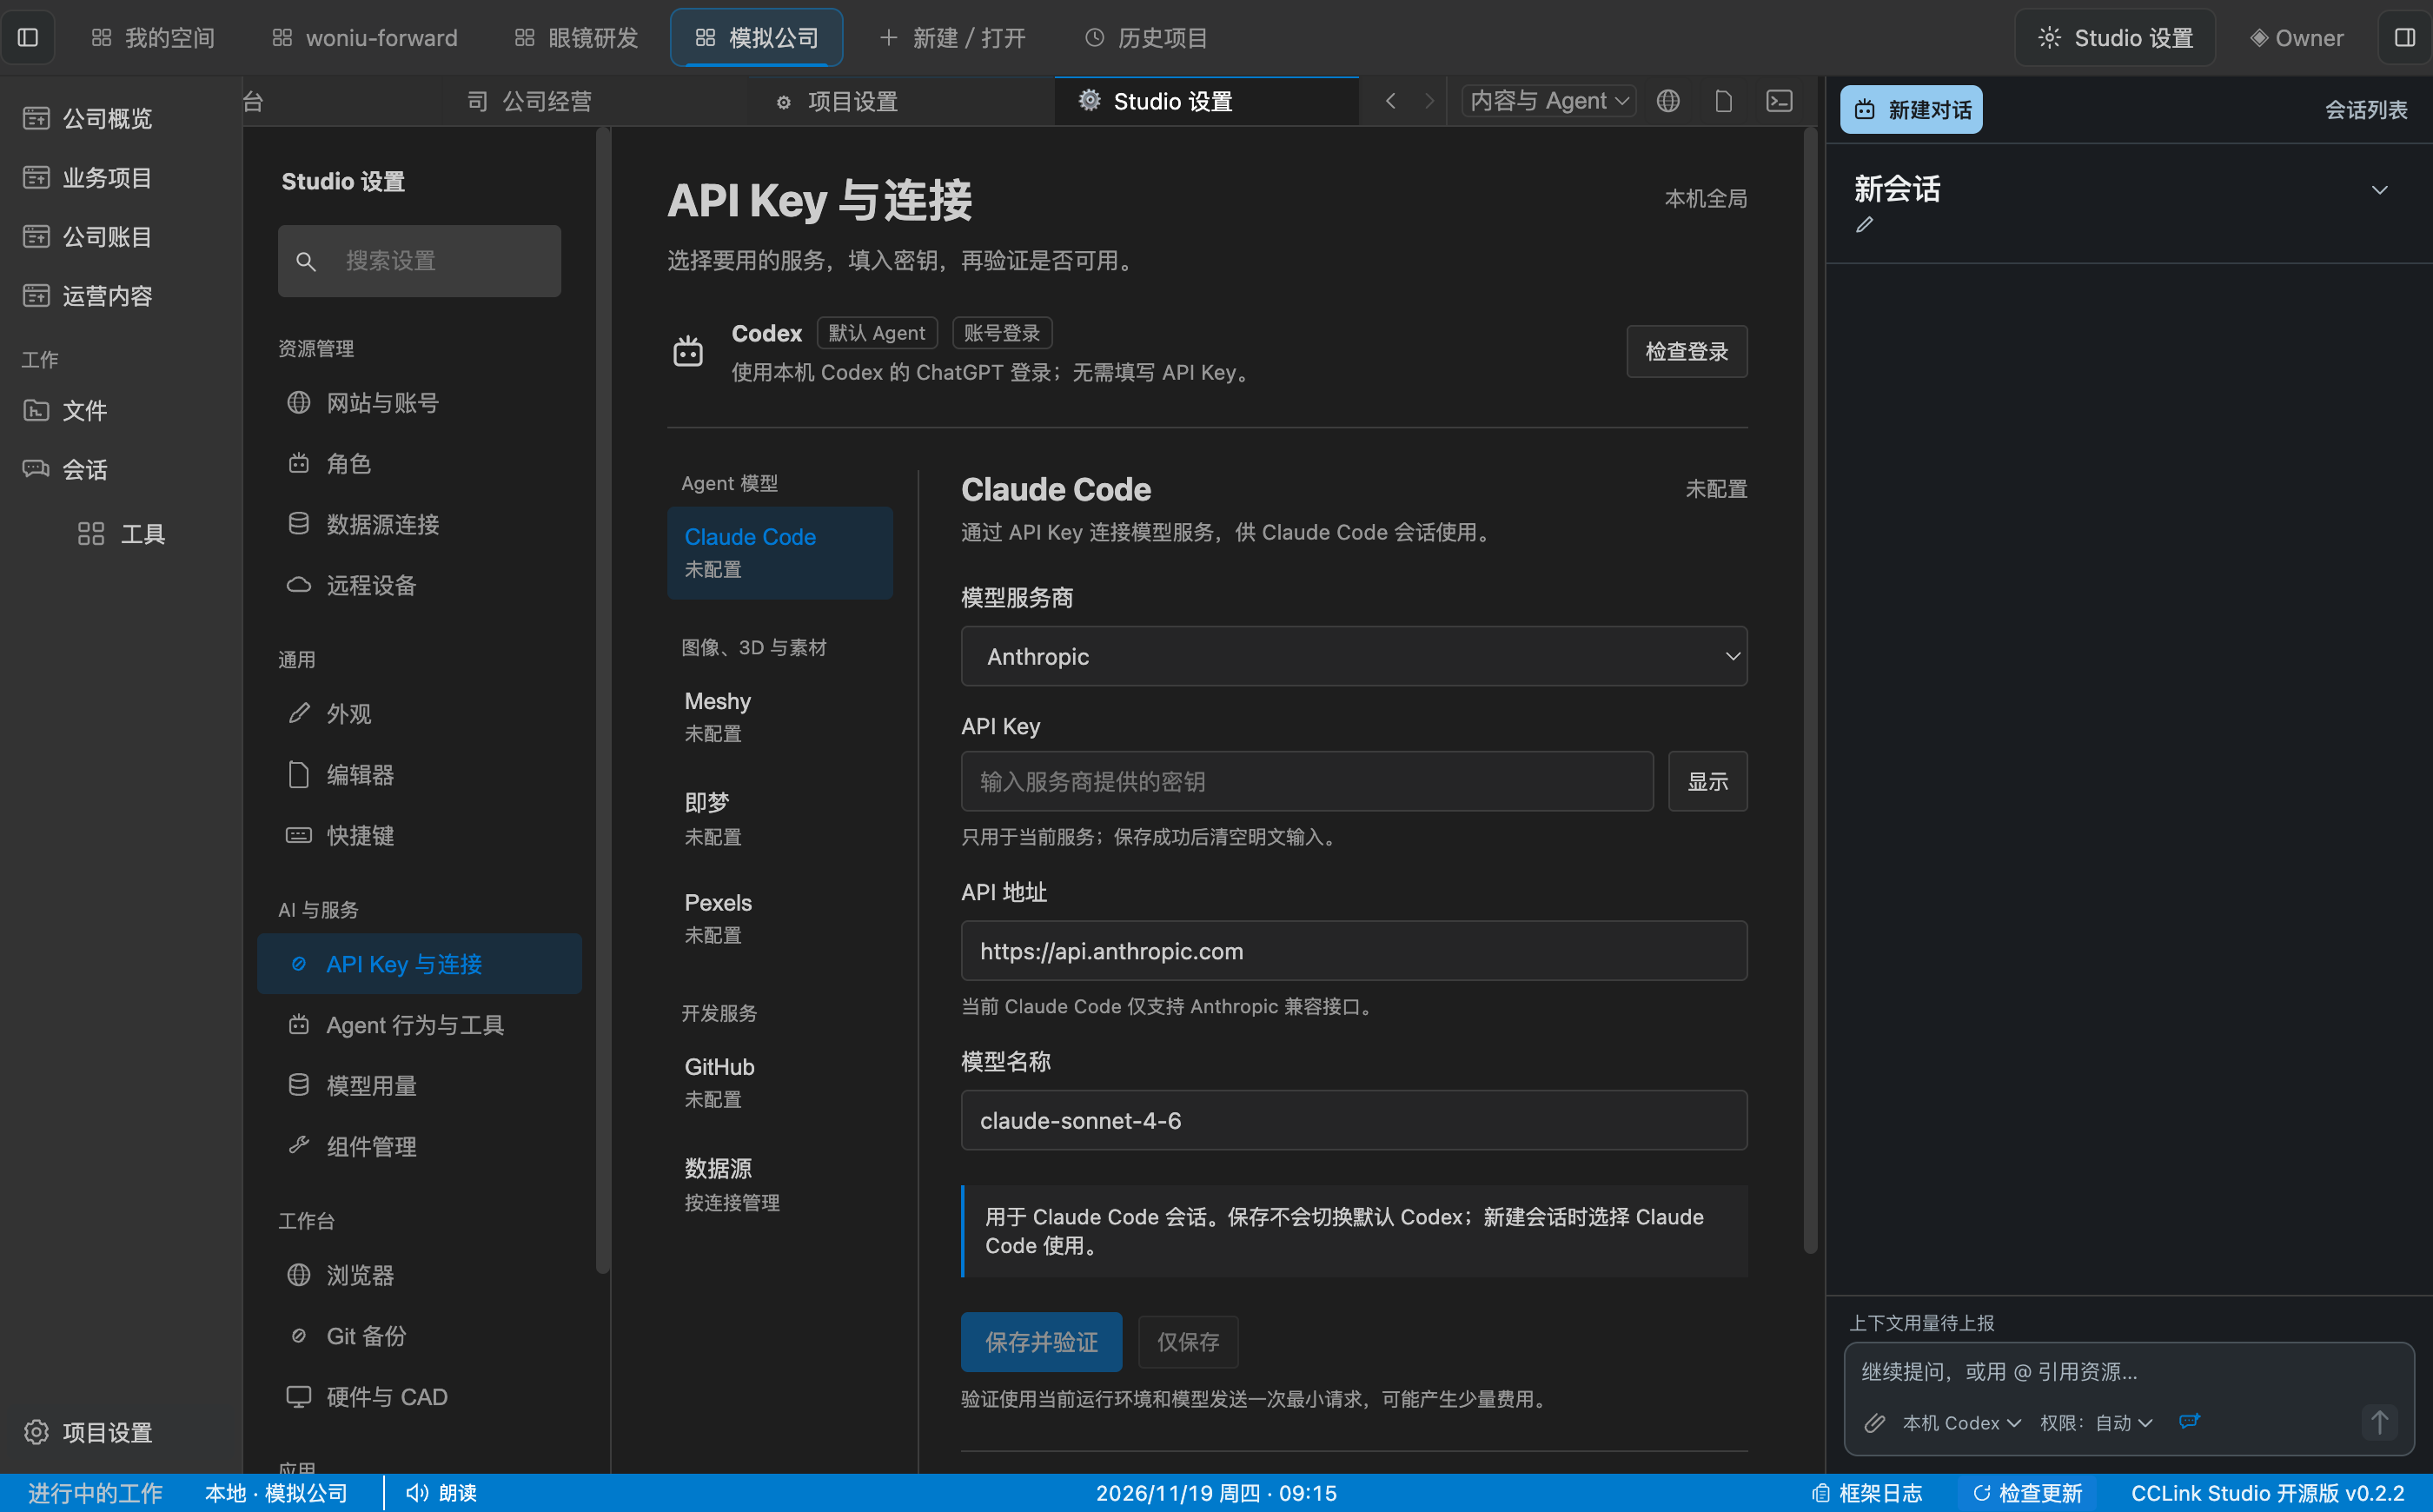 我的空间
woniu-forward
眼镜研发
模拟公司
新建 / 打开
历史项目
Studio 设置
Owner
公司概览
业务项目
公司账目
运营内容
工作
文件
会话
工具
项目设置
台
司 公司经营
项目设置
Studio 设置
内容与 Agent
Studio 设置
搜索设置
资源管理
网站与账号
角色
数据源连接
远程设备
通用
外观
编辑器
快捷键
AI 与服务
API Key 与连接
Agent 行为与工具
模型用量
组件管理
工作台
浏览器
Git 备份
硬件与 CAD
应用
API Key 与连接
本机全局
选择要用的服务，填入密钥，再验证是否可用。
Codex 默认 Agent 账号登录
使用本机 Codex 的 ChatGPT 登录；无需填写 API Key。
检查登录
Agent 模型
Claude Code
未配置
图像、3D 与素材
Meshy
未配置
即梦
未配置
Pexels
未配置
开发服务
GitHub
未配置
数据源
按连接管理
Claude Code
未配置
通过 API Key 连接模型服务，供 Claude Code 会话使用。
模型服务商
Anthropic
API Key
输入服务商提供的密钥
显示
只用于当前服务；保存成功后清空明文输入。
API 地址
https://api.anthropic.com
当前 Claude Code 仅支持 Anthropic 兼容接口。
模型名称
claude-sonnet-4-6
用于 Claude Code 会话。保存不会切换默认 Codex；新建会话时选择 Claude
Code 使用。
保存并验证
仅保存
验证使用当前运行环境和模型发送一次最小请求，可能产生少量费用。
新建对话
会话列表
新会话
上下文用量待上报
继续提问，或用 @ 引用资源...
本机 Codex
权限：自动
进行中的工作
本地 · 模拟公司
朗读
2026/11/19 周四 · 09:15
框架日志
检查更新
CCLink Studio 开源版 v0.2.2